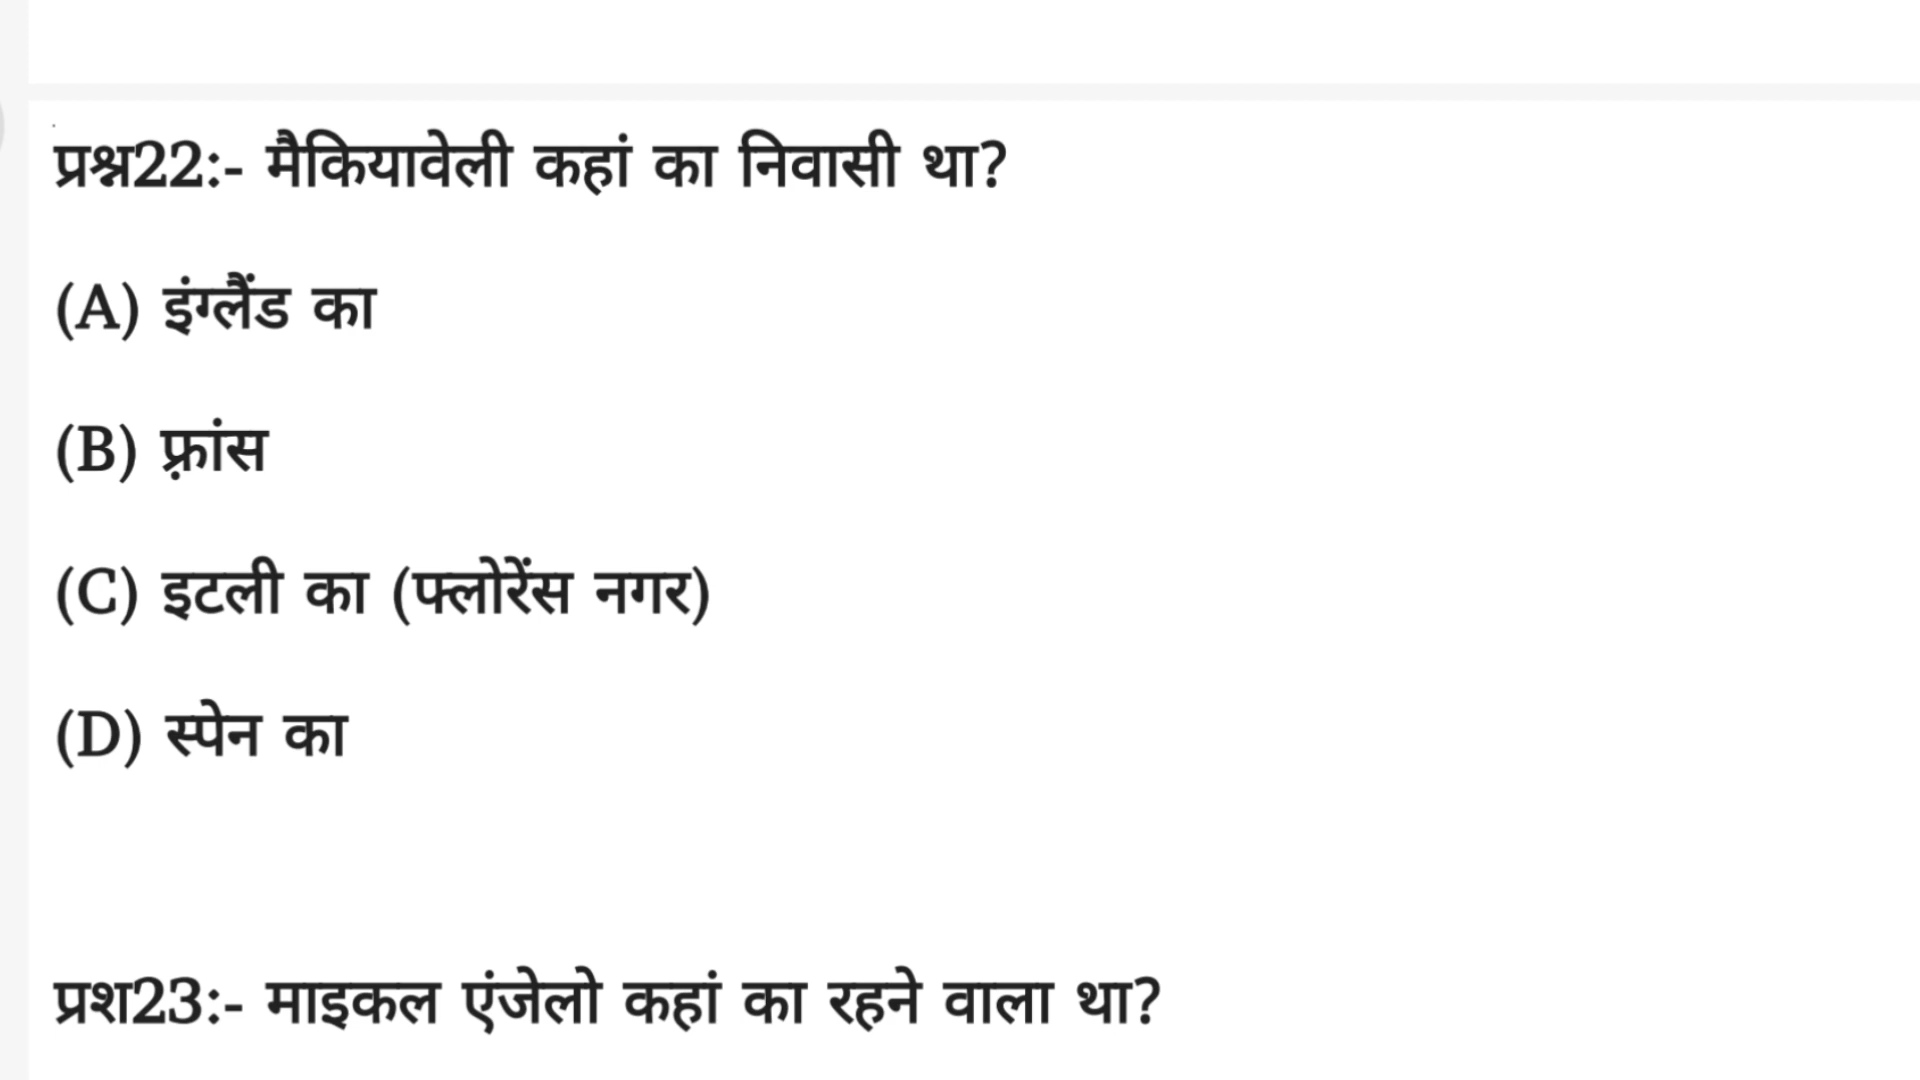 प्रश्न22:- मैकियावेली कहां का निवासी था?
(A) इंग्लैंड का
(B) फ़्रांस
(C) इटली का (फ्लोरेंस नगर)
(D) स्पेन का
प्रश23:- माइकल एंजेलो कहां का रहने वाला था?